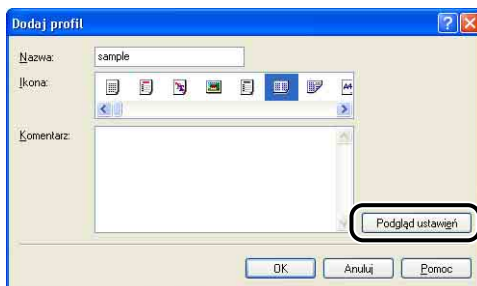 Dodaj profil
Nazwa: sample
Ikona:
Komentarz:
Podgląd ustawień
OK Anuluj Pomoc